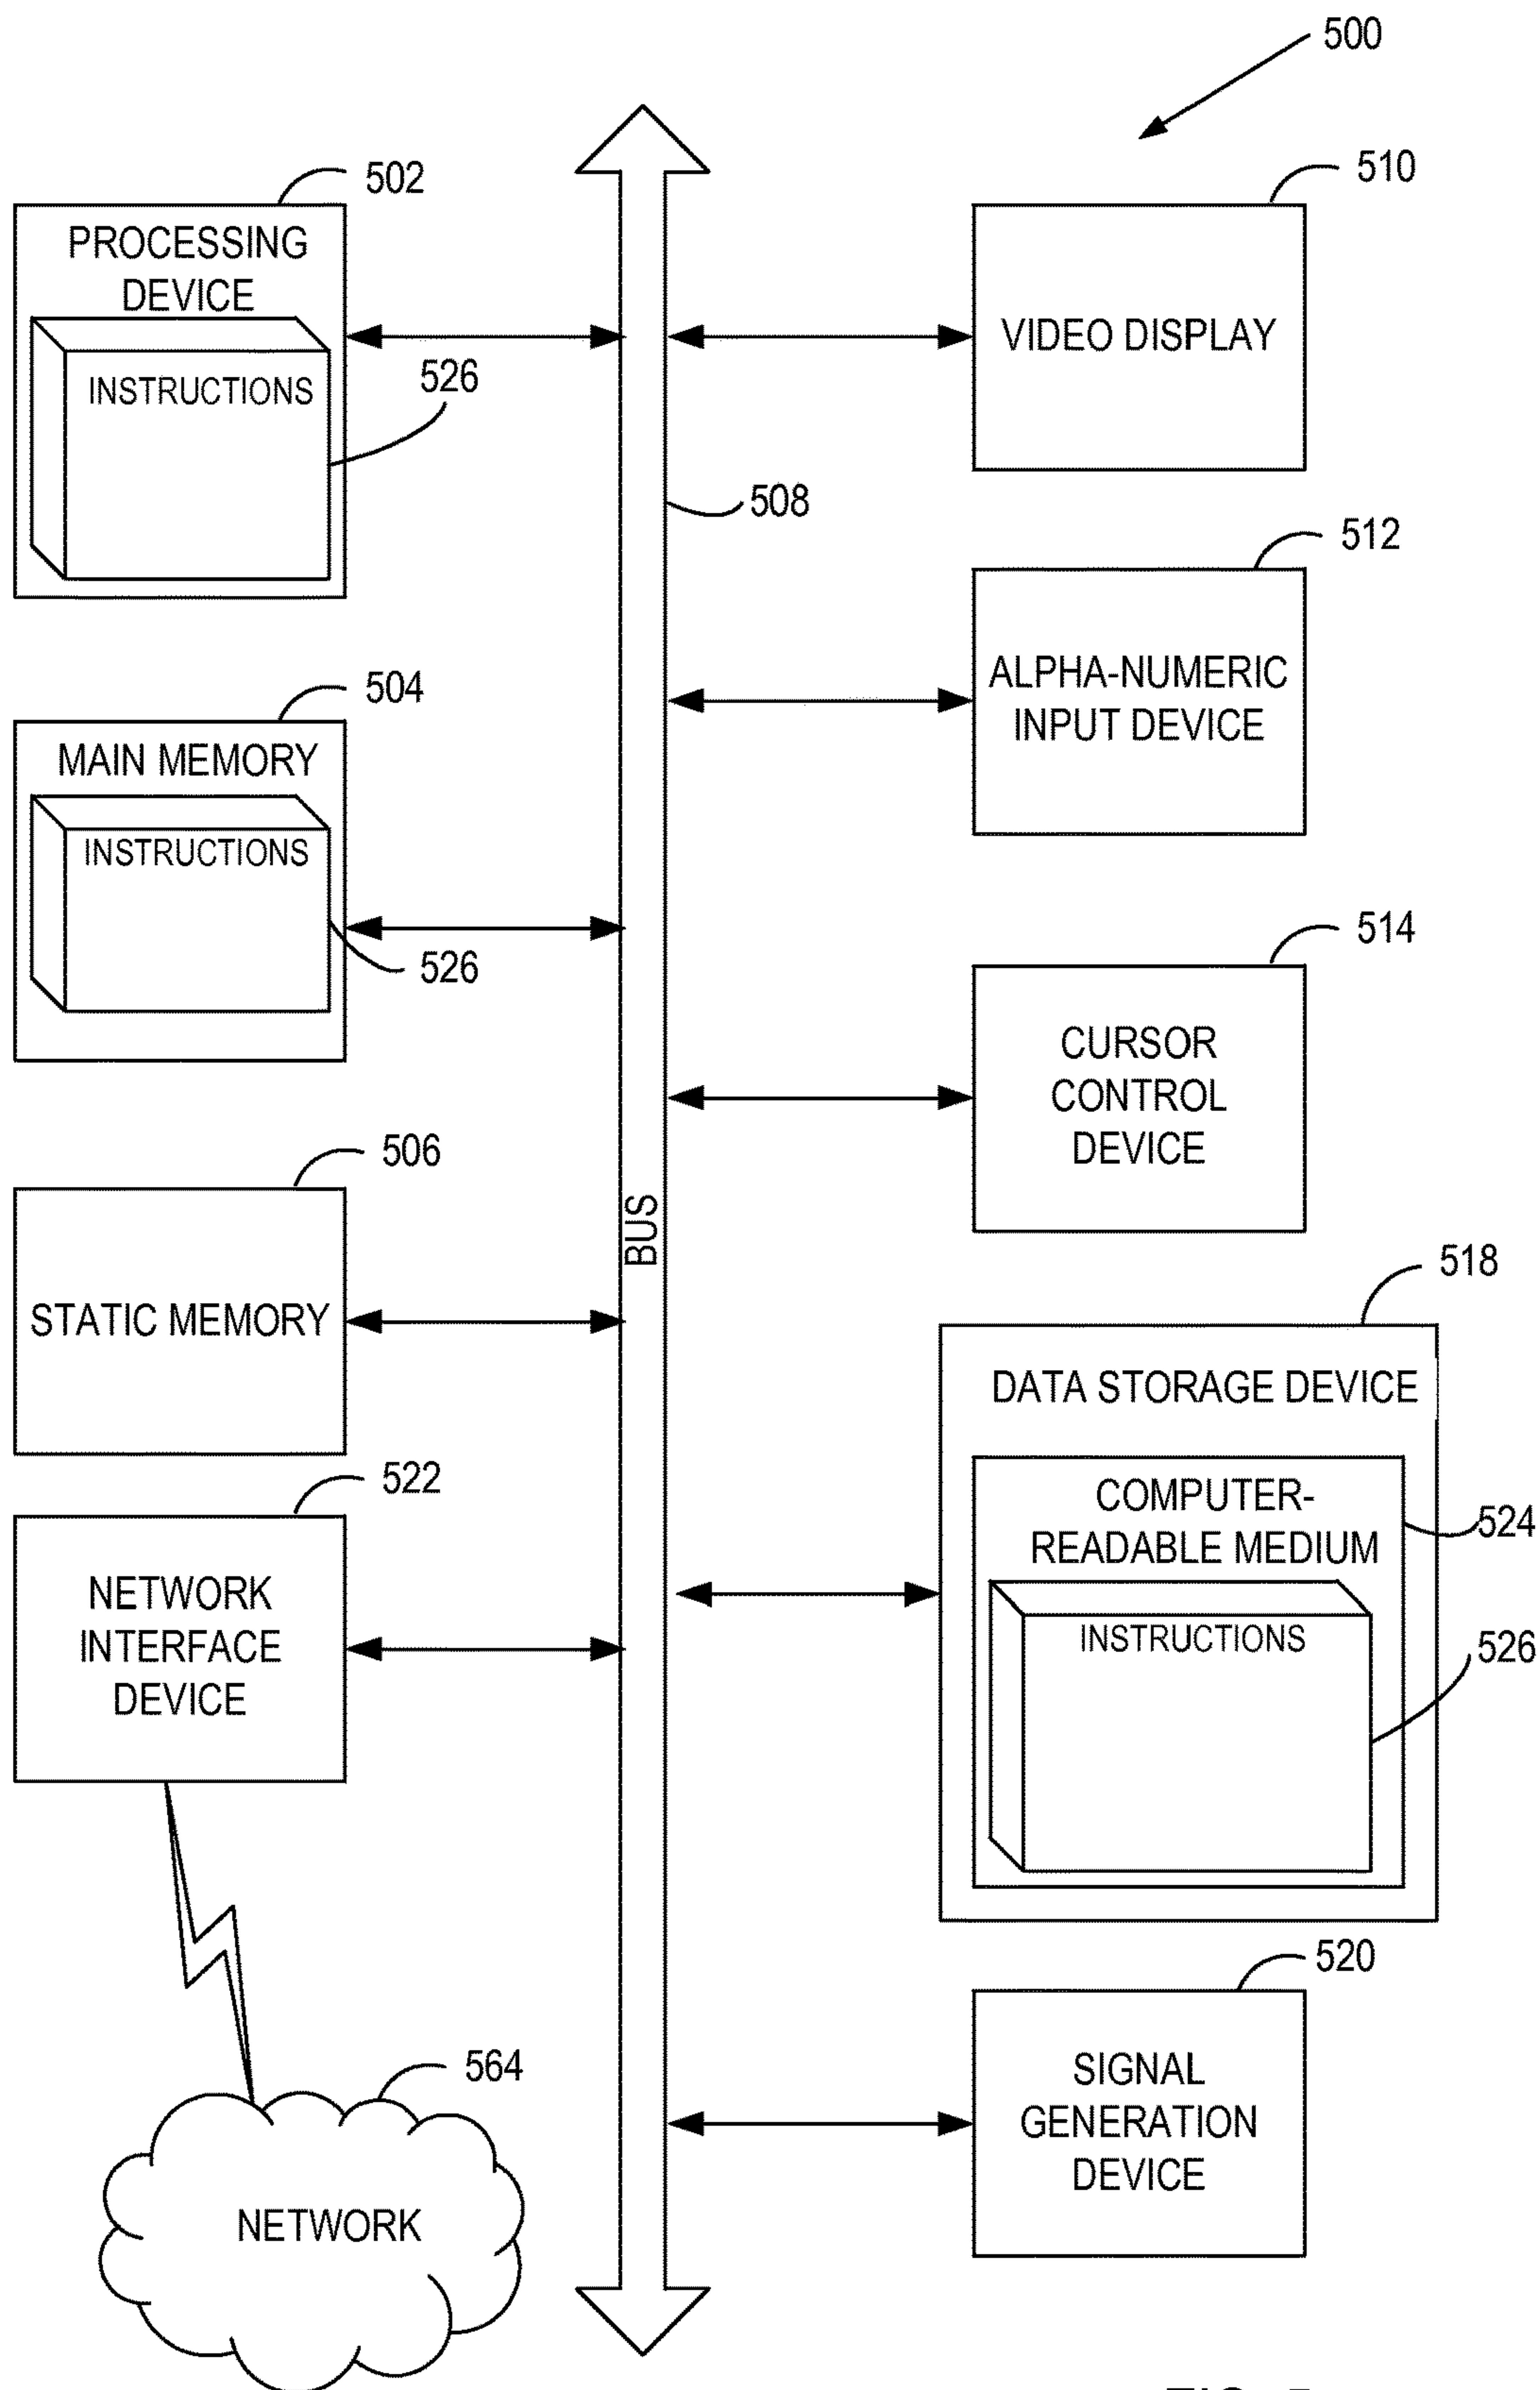 500
502
PROCESSING
DEVICE
INSTRUCTIONS
526
510
VIDEO DISPLAY
508
512
ALPHA-NUMERIC
INPUT DEVICE
504
MAIN MEMORY
INSTRUCTIONS
526
514
CURSOR
CONTROL
DEVICE
506
STATIC MEMORY
BUS
518
DATA STORAGE DEVICE
COMPUTER-
READABLE MEDIUM
524
INSTRUCTIONS
526
522
NETWORK
INTERFACE
DEVICE
520
SIGNAL
GENERATION
DEVICE
564
NETWORK